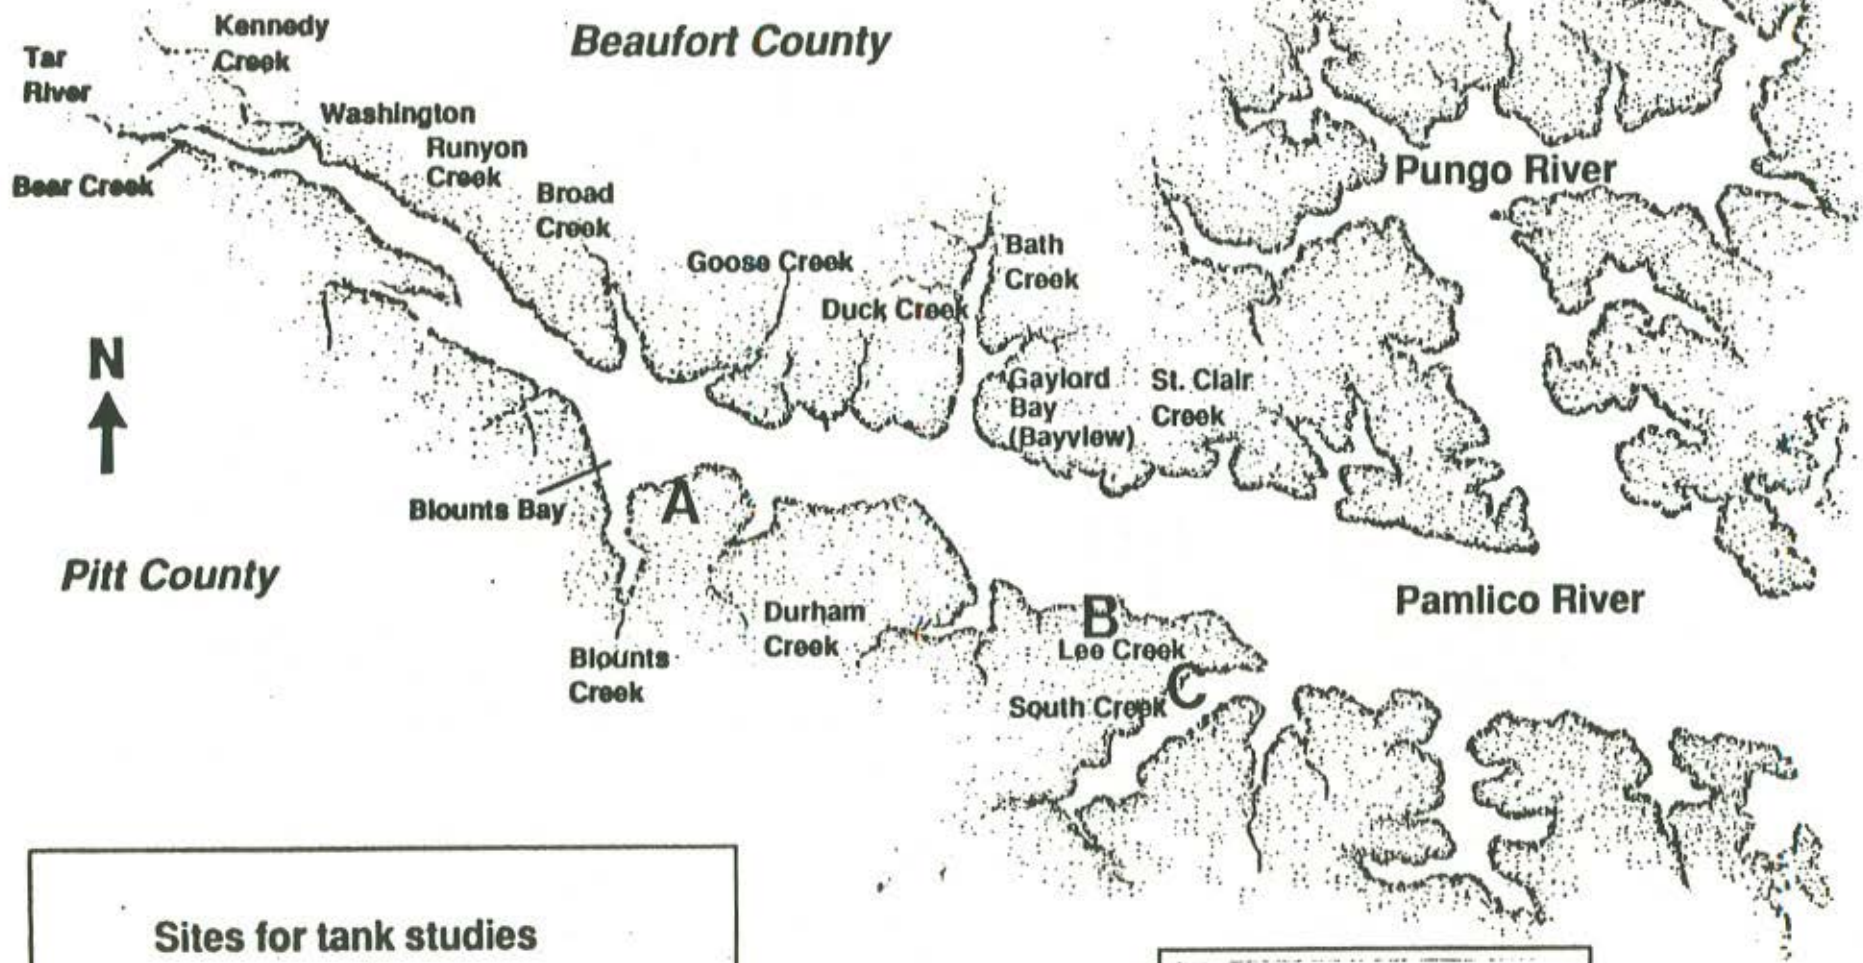 Beaufort County
Kennedy
Creek
Tar
River
Washington
Runyon
Creek
Bear Creek
Broad
Creek
Pungo River
Goose Creek
Bath
Creek
Duck Creek
N
Gaylord
Bay
(Bayview)
St. Clair
Creek
Blounts Bay
A
Pitt County
Durham
Creek
B
Lee Creek
Pamlico River
Blounts
Creek
C
South Creek
Sites for tank studies